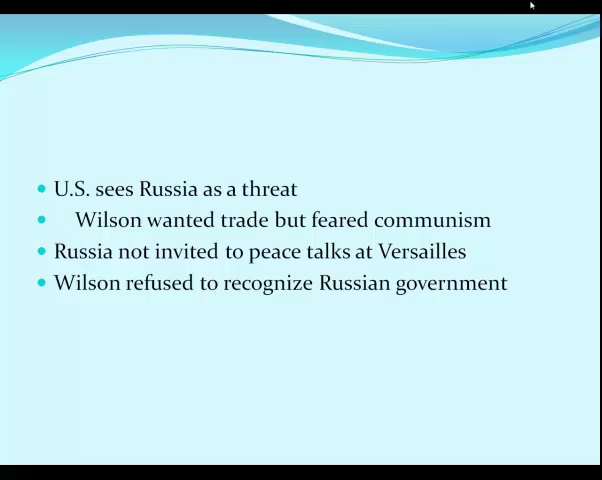 • U.S. sees Russia as a threat
• Wilson wanted trade but feared communism
• Russia not invited to peace talks at Versailles
• Wilson refused to recognize Russian government